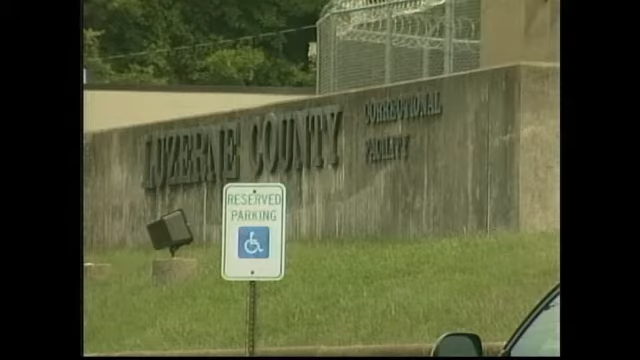 LUZERNE COUNTY
CORRECTIONAL
FACILITY
RESERVED
PARKING